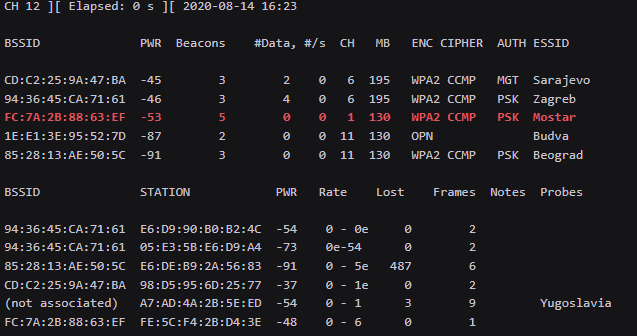 CH 12 ][ Elapsed: 0 s ][ 2020-08-14 16:23
BSSID PWR Beacons #Data, #/s CH MB ENC CIPHER AUTH ESSID
CD:C2:25:9A:47:BA -45 3 2 0 6 195 WPA2 CCMP MGT Sarajevo
94:36:45:CA:71:61 -46 3 4 0 6 195 WPA2 CCMP PSK Zagreb
FC:7A:2B:88:63:EF -53 5 0 0 1 130 WPA2 CCMP PSK Mostar
1E:E1:3E:95:52:7D -87 2 0 0 11 130 OPN Budva
85:28:13:AE:50:5C -91 3 0 0 11 130 WPA2 CCMP PSK Beograd
BSSID STATION PWR Rate Lost Frames Notes Probes
94:36:45:CA:71:61 E6:D9:90:B0:B2:4C -54 0 - 0e 0 2
94:36:45:CA:71:61 05:E3:5B:E6:D9:A4 -73 0e-54 0 2
85:28:13:AE:50:5C E6:DE:B9:2A:56:83 -91 0 - 5e 487 6
CD:C2:25:9A:47:BA 98:D5:95:6D:25:77 -37 0 - 1e 0 2
(not associated) A7:AD:4A:2B:5E:ED -54 0 - 1 3 9 Yugoslavia
FC:7A:2B:88:63:EF FE:5C:F4:2B:D4:3E -48 0 - 6 0 1